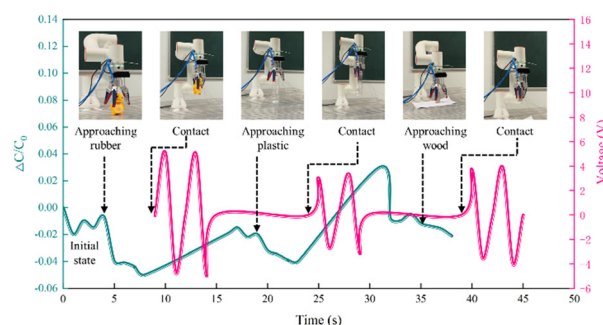 0.14
0.12
0.10
0.08
0.06
0.04
0.02
0.00
-0.02
-0.04
-0.06
ΔC/C0
16
14
12
10
8
6
4
2
0
-2
-4
-6
Voltage (V)
Approaching
rubber
Contact
Approaching
plastic
Contact
Approaching
wood
Contact
Initial
state
0
5
10
15
20
25
30
35
40
45
50
Time (s)